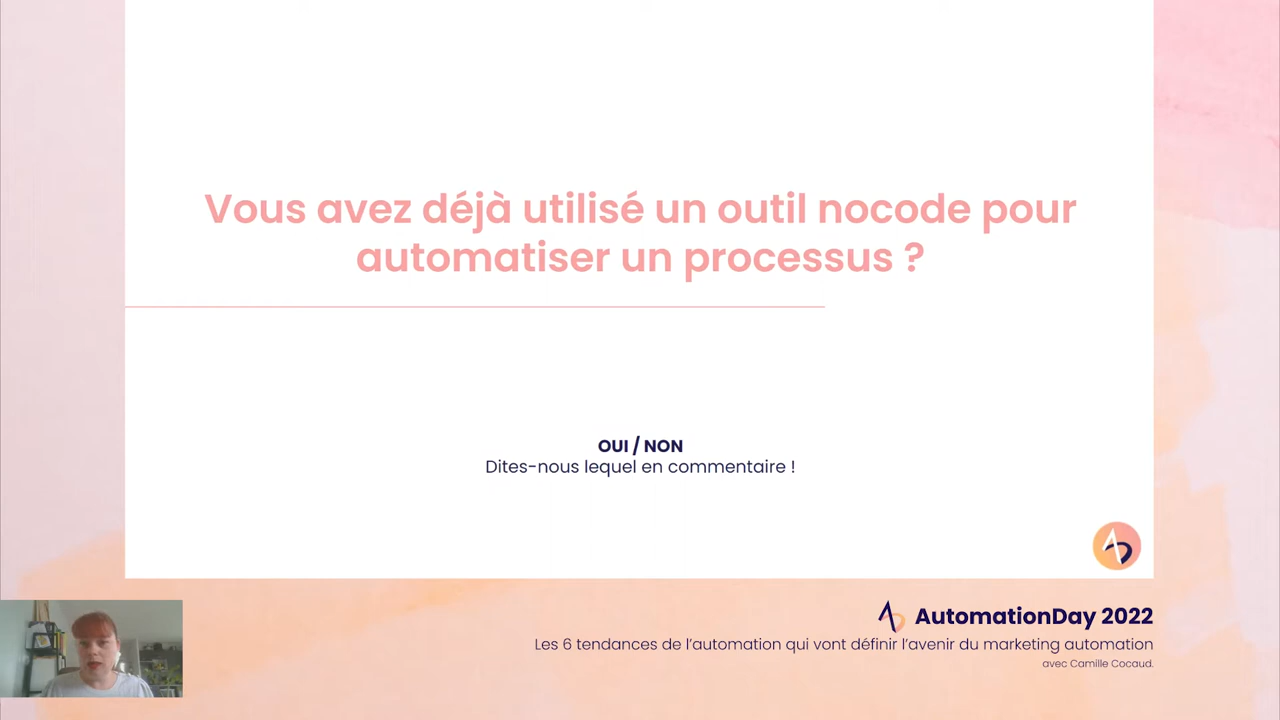 Vous avez déjà utilisé un outil nocode pour
automatiser un processus ?
OUI / NON
Dites-nous lequel en commentaire !
AutomationDay 2022
Les 6 tendances de l'automation qui vont définir l'avenir du marketing automation
avec Camille Cocaud.